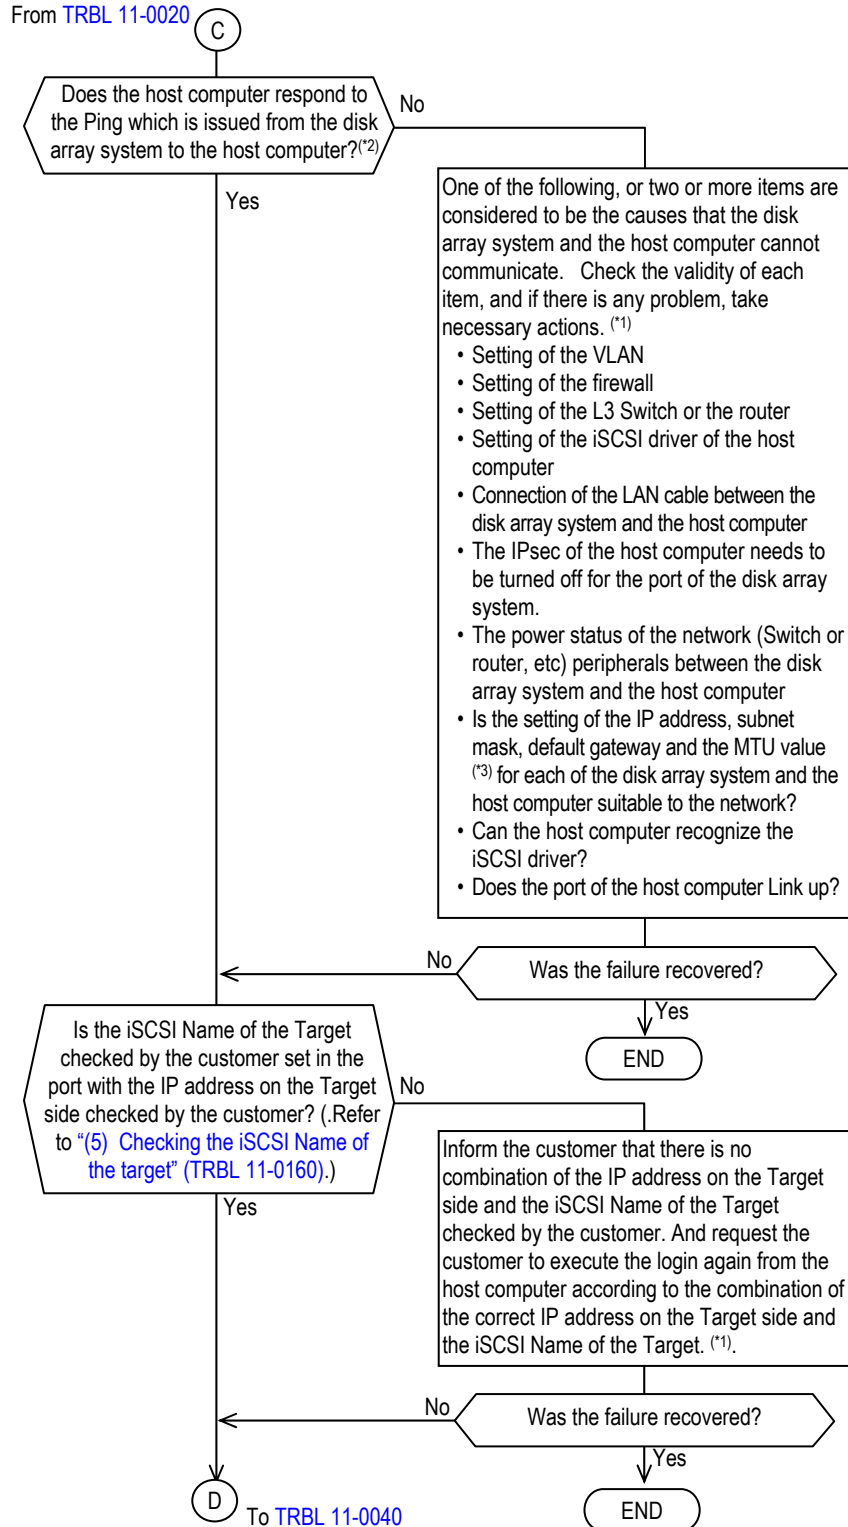 From TRBL 11-0020
C
Does the host computer respond to
the Ping which is issued from the disk
array system to the host computer?(*2)
No
Yes
One of the following, or two or more items are
considered to be the causes that the disk
array system and the host computer cannot
communicate. Check the validity of each
item, and if there is any problem, take
necessary actions. (*1)
• Setting of the VLAN
• Setting of the firewall
• Setting of the L3 Switch or the router
• Setting of the iSCSI driver of the host
computer
• Connection of the LAN cable between the
disk array system and the host computer
• The IPsec of the host computer needs to
be turned off for the port of the disk array
system.
• The power status of the network (Switch or
router, etc) peripherals between the disk
array system and the host computer
• Is the setting of the IP address, subnet
mask, default gateway and the MTU value
(*3) for each of the disk array system and the
host computer suitable to the network?
• Can the host computer recognize the
iSCSI driver?
• Does the port of the host computer Link up?
No
Was the failure recovered?
Yes
END
Is the iSCSI Name of the Target
checked by the customer set in the
port with the IP address on the Target
side checked by the customer? (.Refer
to “(5) Checking the iSCSI Name of
the target” (TRBL 11-0160).)
No
Yes
Inform the customer that there is no
combination of the IP address on the Target
side and the iSCSI Name of the Target
checked by the customer. And request the
customer to execute the login again from the
host computer according to the combination of
the correct IP address on the Target side and
the iSCSI Name of the Target. (*1).
No
Was the failure recovered?
Yes
END
D
To TRBL 11-0040